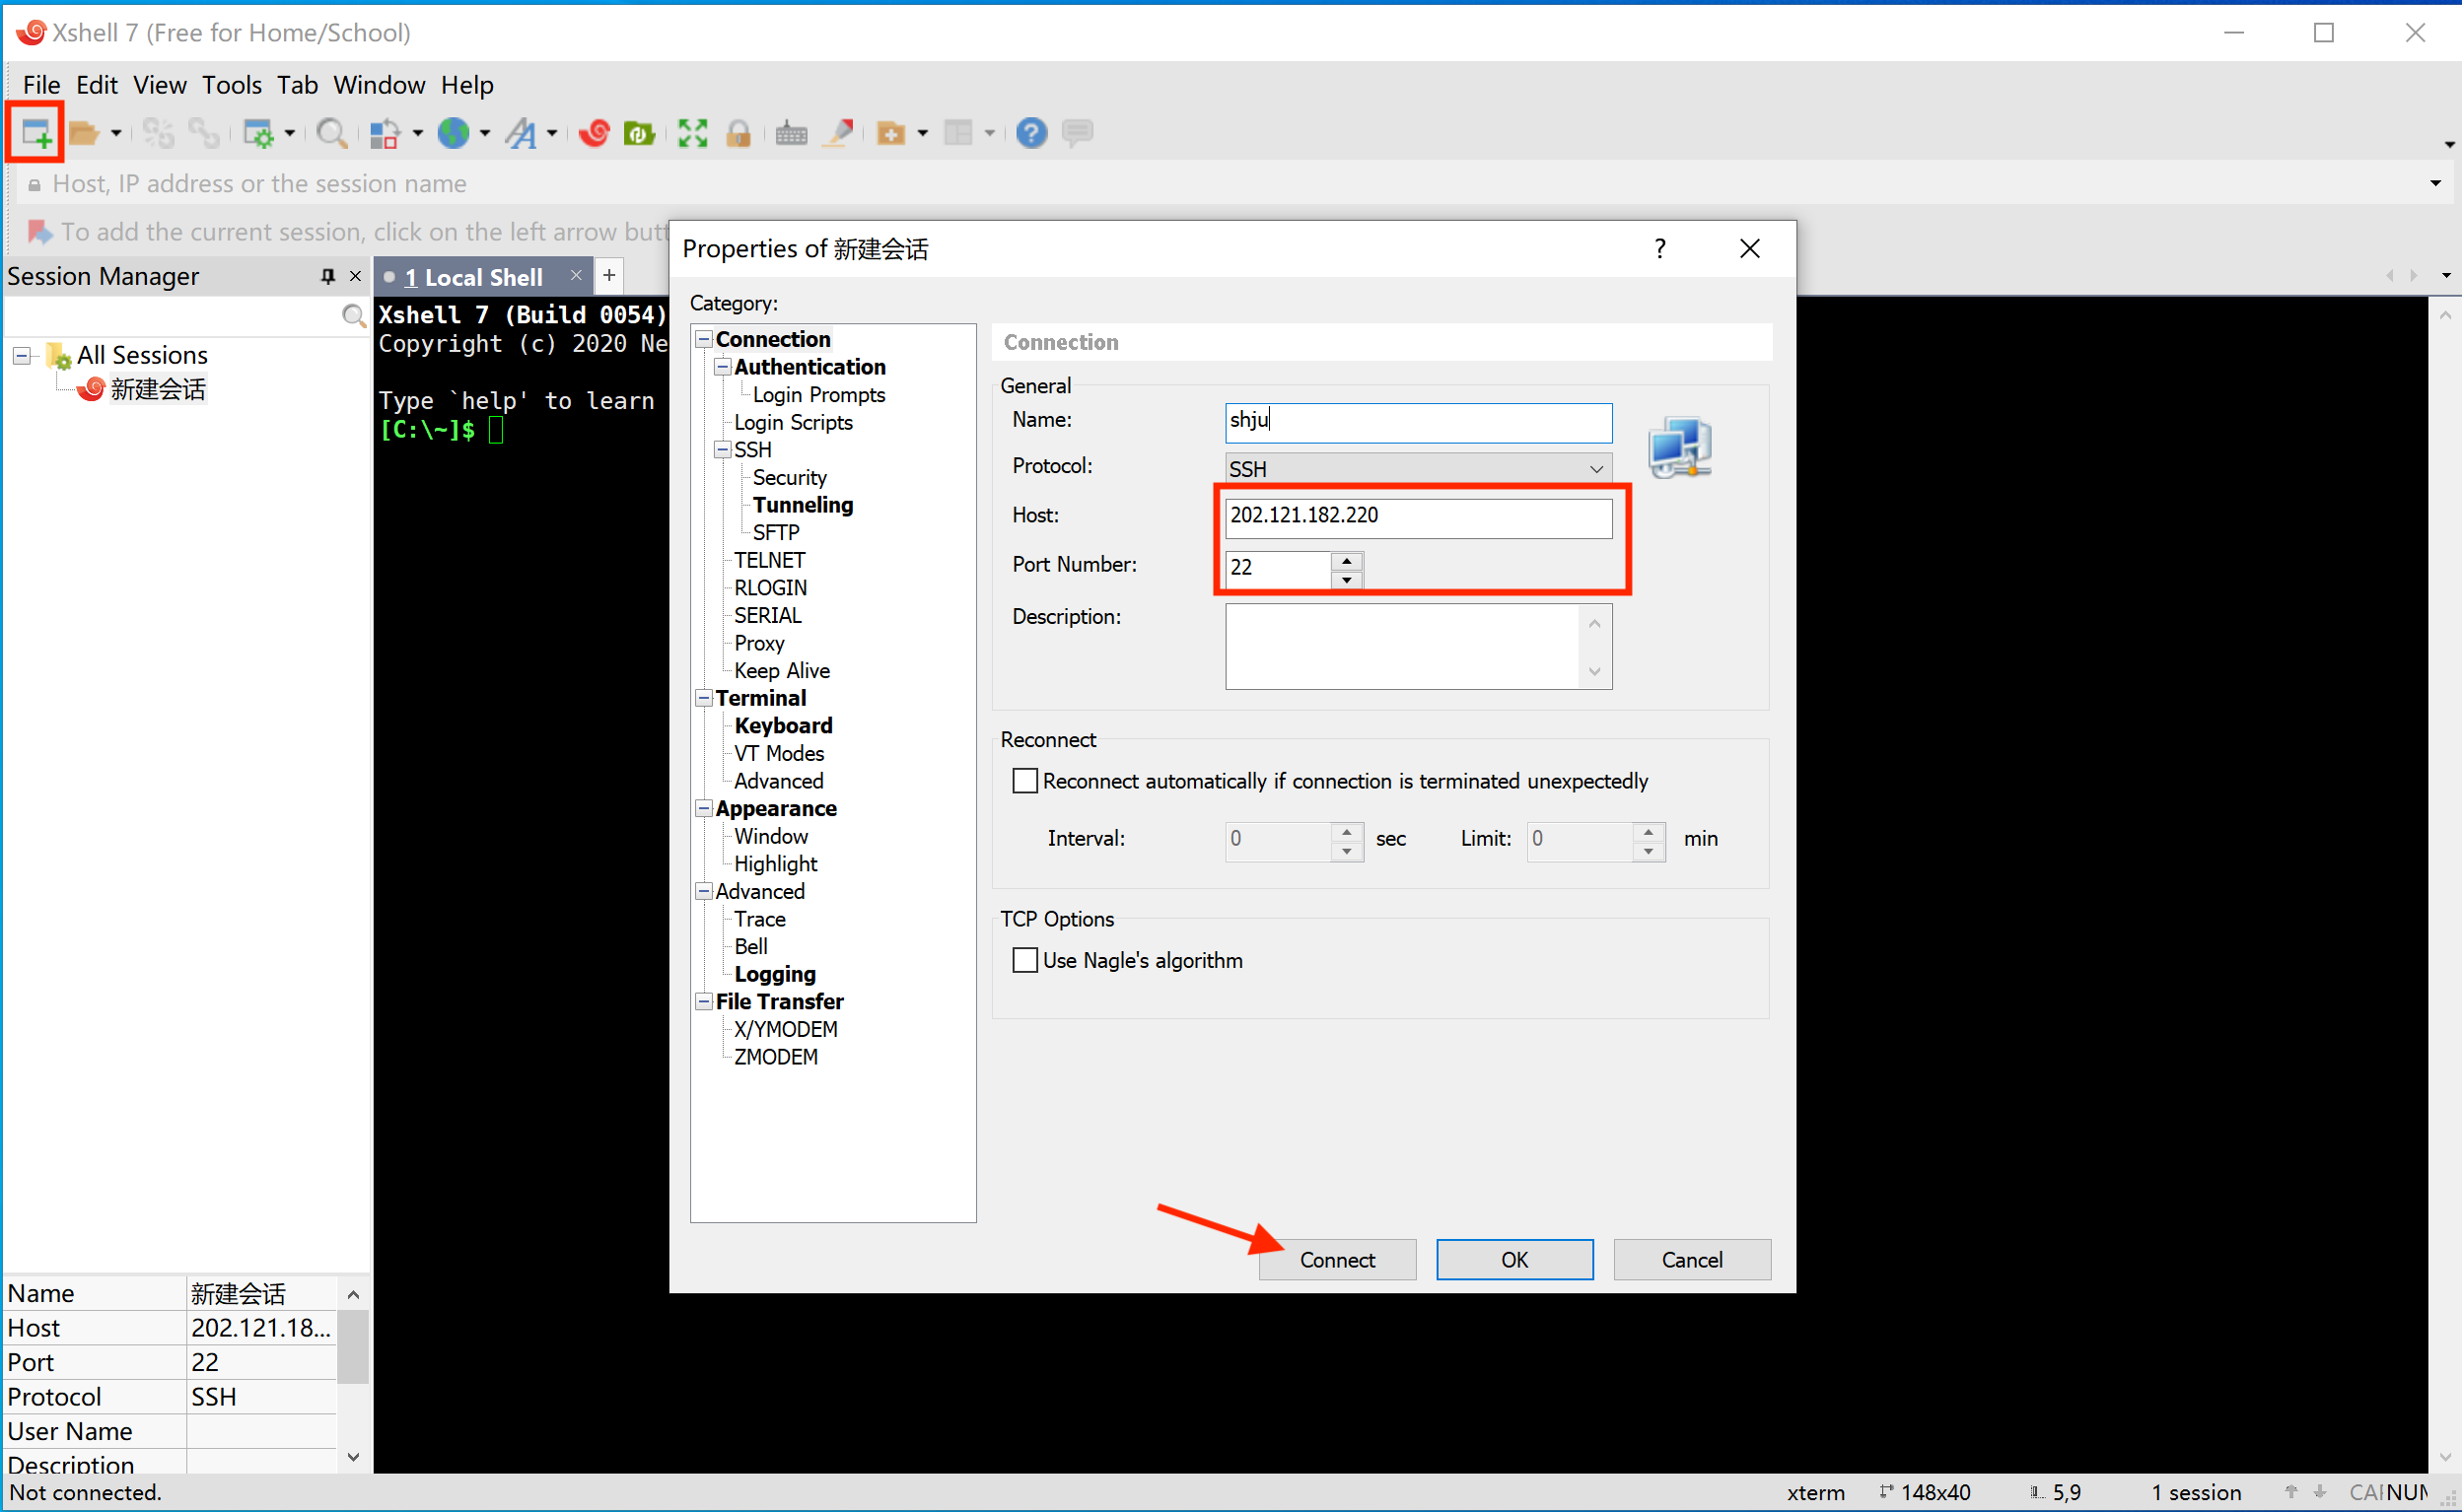 Xshell 7 (Free for Home/School)
File Edit View Tools Tab Window Help
Host, IP address or the session name
To add the current session, click on the left arrow
Session Manager
1 Local Shell
All Sessions
新建会话
Xshell 7 (Build 0054)
Copyright (c) 2020 Ne
Type `help' to learn
[C:\~]$
Properties of 新建会话
?
Category:
Connection
Authentication
Login Prompts
Login Scripts
SSH
Security
Tunneling
SFTP
TELNET
RLOGIN
SERIAL
Proxy
Keep Alive
Terminal
Keyboard
VT Modes
Advanced
Appearance
Window
Highlight
Advanced
Trace
Bell
Logging
File Transfer
X/YMODEM
ZMODEM
Connection
General
Name: shju
Protocol: SSH
Host: 202.121.182.220
Port Number: 22
Description:
Reconnect
Reconnect automatically if connection is terminated unexpectedly
Interval: 0 sec Limit: 0 min
TCP Options
Use Nagle's algorithm
Connect OK Cancel
Name 新建会话
Host 202.121.18...
Port 22
Protocol SSH
User Name
Description
Not connected. xterm 148x40 5,9 1 session NUM